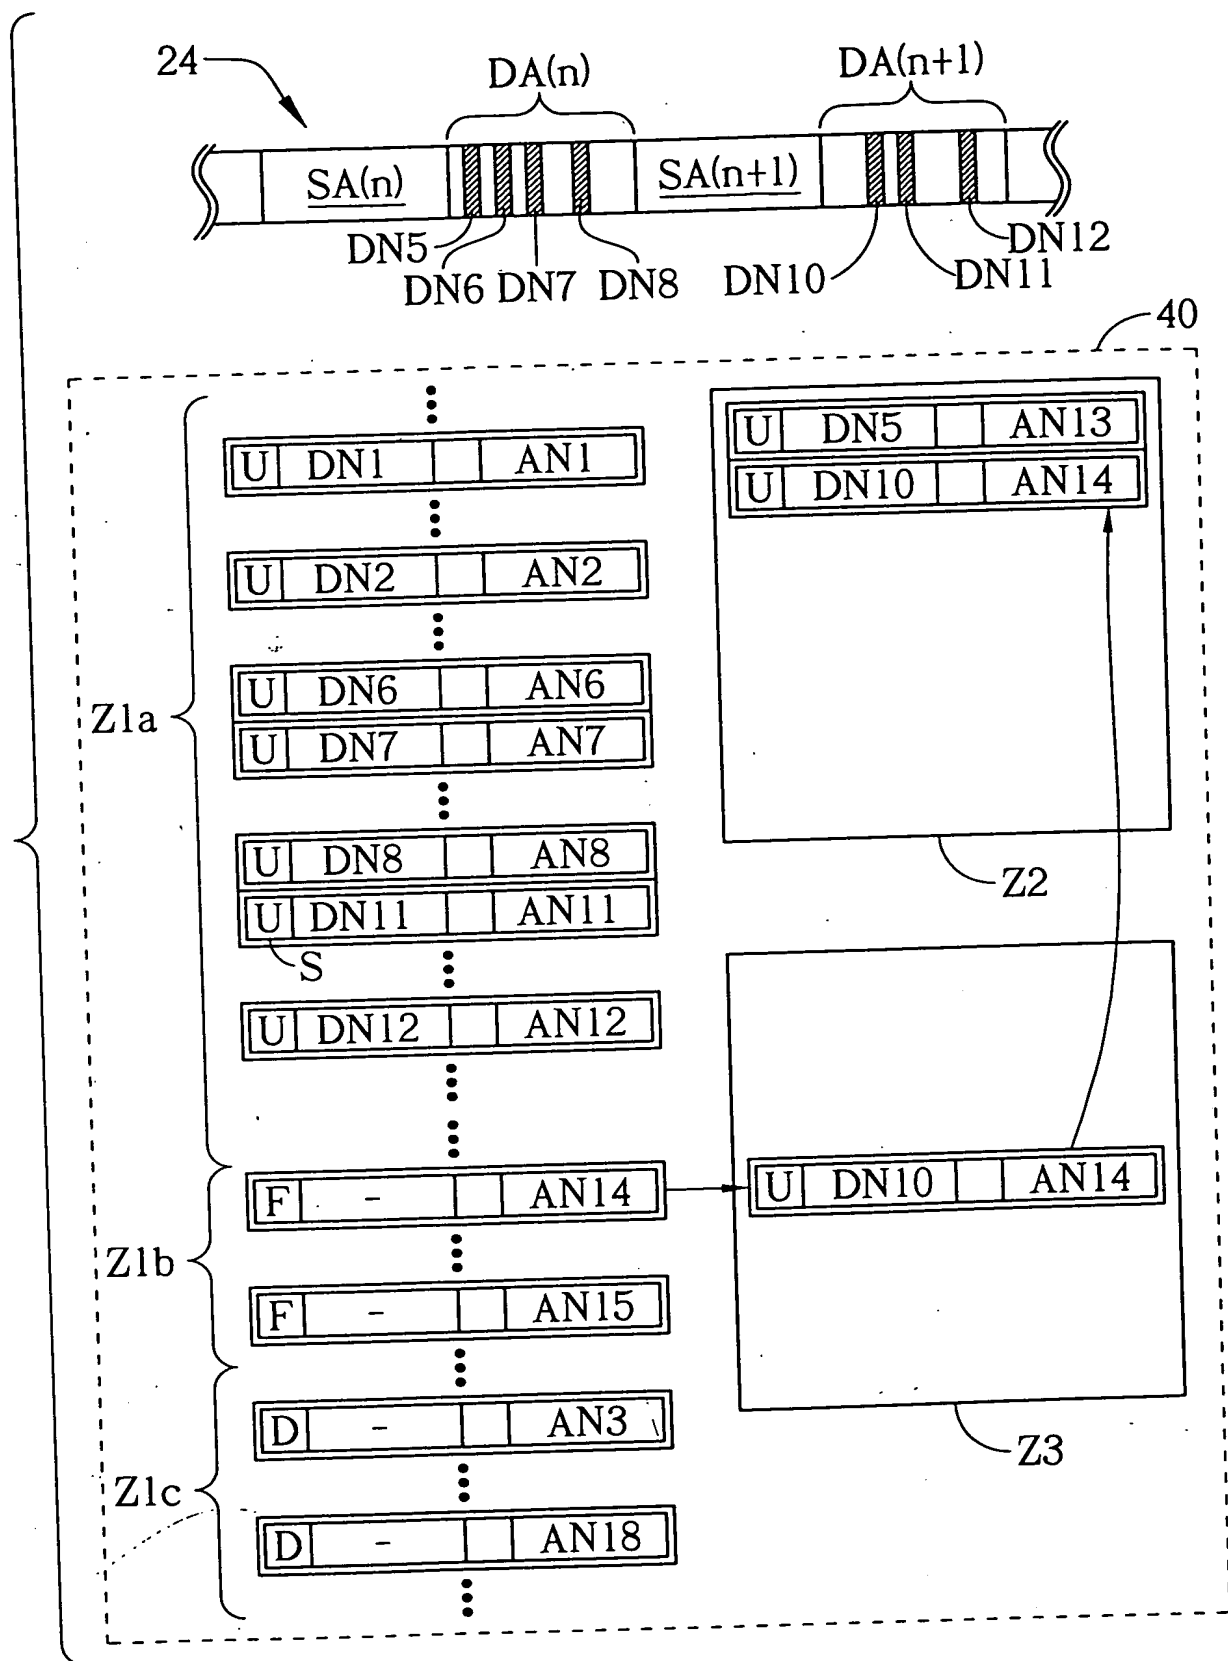 24
DA(n)
DA(n+1)
SA(n)
SA(n+1)
DN5
DN6
DN7
DN8
DN10
DN11
DN12
40
Z1a
U DN1 AN1
U DN2 AN2
U DN6 AN6
U DN7 AN7
U DN8 AN8
U DN11 AN11
S
U DN12 AN12
Z1b
F - AN14
F - AN15
Z1c
D - AN3
D - AN18
U DN5 AN13
U DN10 AN14
Z2
U DN10 AN14
Z3